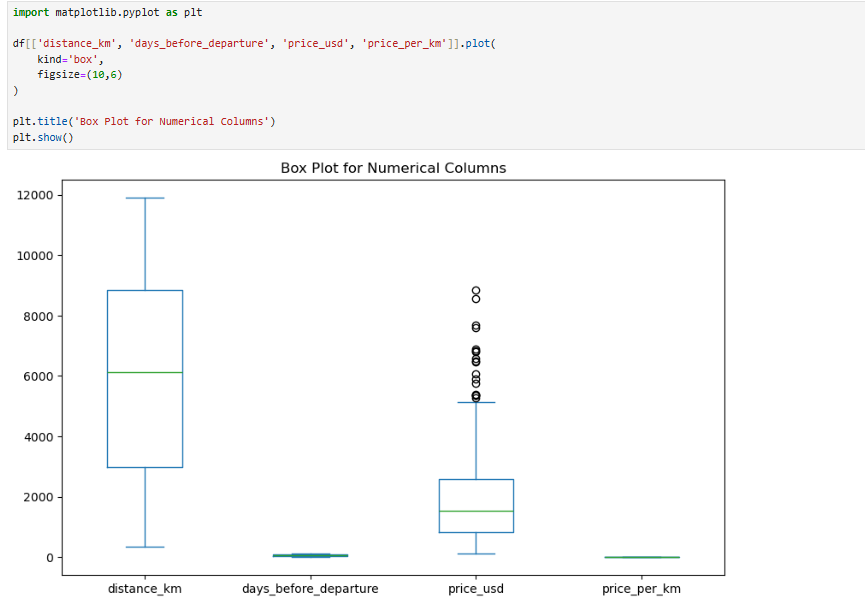 import matplotlib.pyplot as plt
df[['distance_km', 'days_before_departure', 'price_usd', 'price_per_km']].plot(
    kind='box',
    figsize=(10,6)
)
plt.title('Box Plot for Numerical Columns')
plt.show()
Box Plot for Numerical Columns
12000
10000
8000
6000
4000
2000
0
distance_km days_before_departure price_usd price_per_km